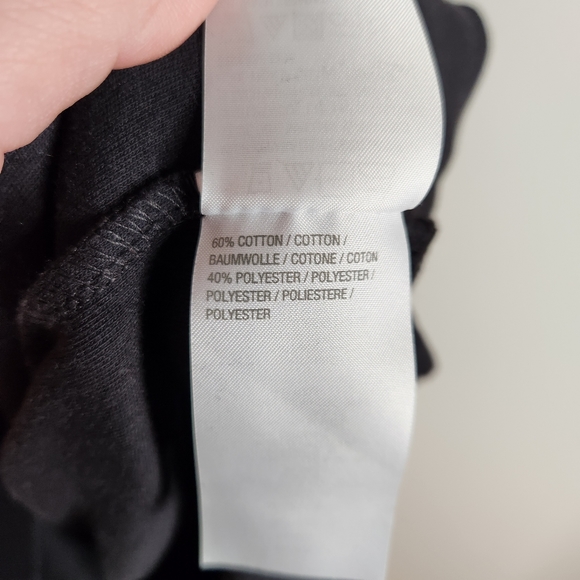 60% COTTON / COTTON /
BAUMWOLLE / COTONE / COTON
40% POLYESTER / POLYESTER /
POLYESTER / POLIESTERE /
POLYESTER